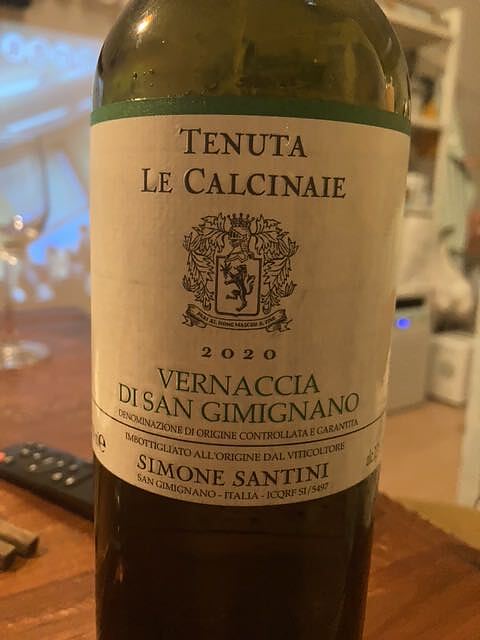 TENUTA
LE CALCINAIE
2020
VERNACCIA
DI SAN GIMIGNANO
DENOMINAZIONE DI ORIGINE CONTROLLATA E GARANTITA
IMBOTTIGLIATO ALL'ORIGINE DAL VITICOLTORE
SIMONE SANTINI
SAN GIMIGNANO - ITALIA - ICQRF SI/5497